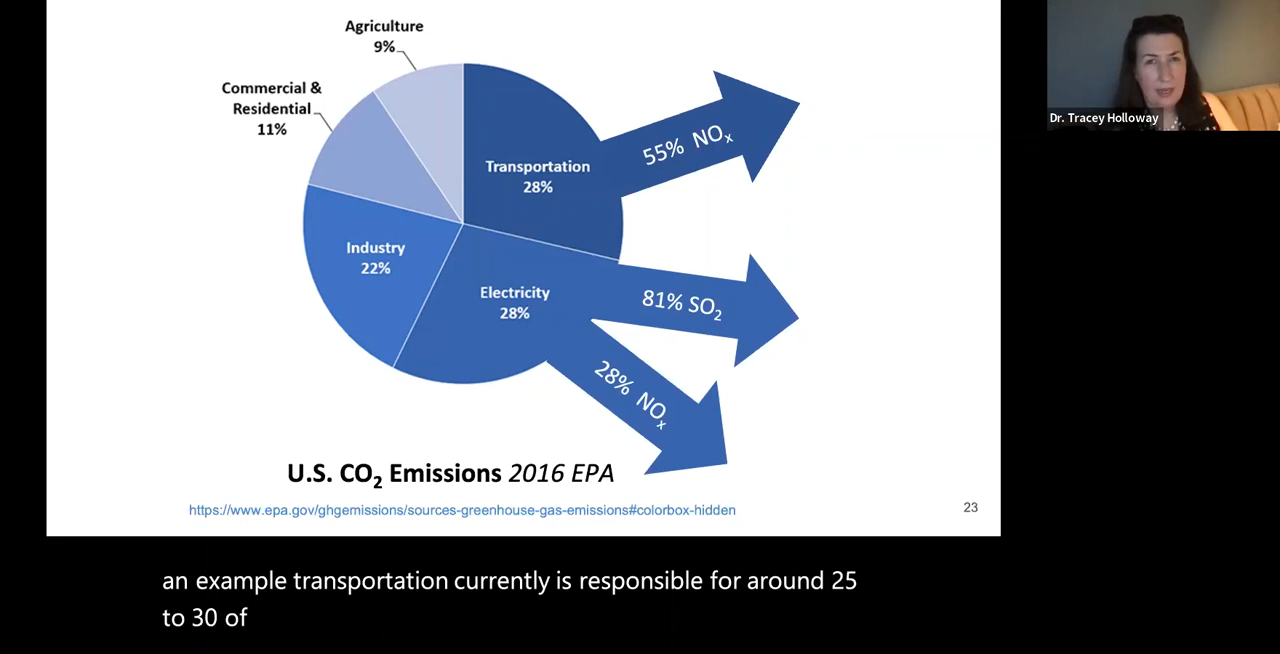 Agriculture
9%
Commercial &
Residential
11%
Transportation
28%
55% NOₓ
Industry
22%
Electricity
28%
81% SO₂
28% NOₓ
U.S. CO₂ Emissions 2016 EPA
https://www.epa.gov/ghgemissions/sources-greenhouse-gas-emissions#colorbox-hidden
23
Dr. Tracey Holloway
an example transportation currently is responsible for around 25
to 30 of